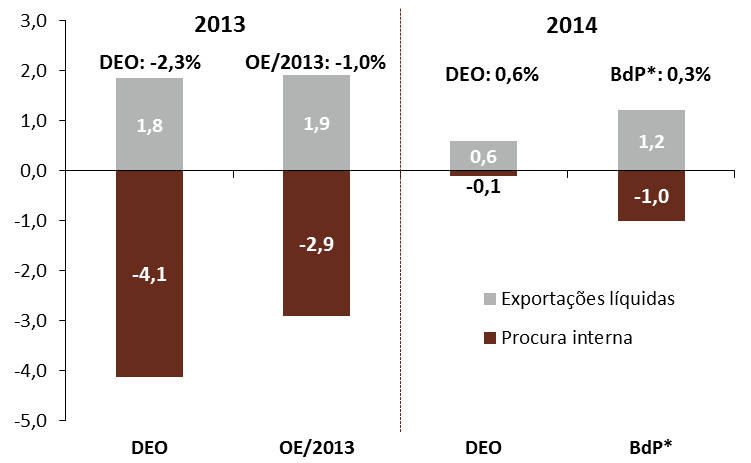 2013
2014
3,0
2,0
1,0
0,0
-1,0
-2,0
-3,0
-4,0
-5,0
DEO: -2,3%
OE/2013: -1,0%
DEO: 0,6%
BdP*: 0,3%
1,8
1,9
0,6
1,2
-4,1
-2,9
-0,1
-1,0
Exportações líquidas
Procura interna
DEO
OE/2013
DEO
BdP*